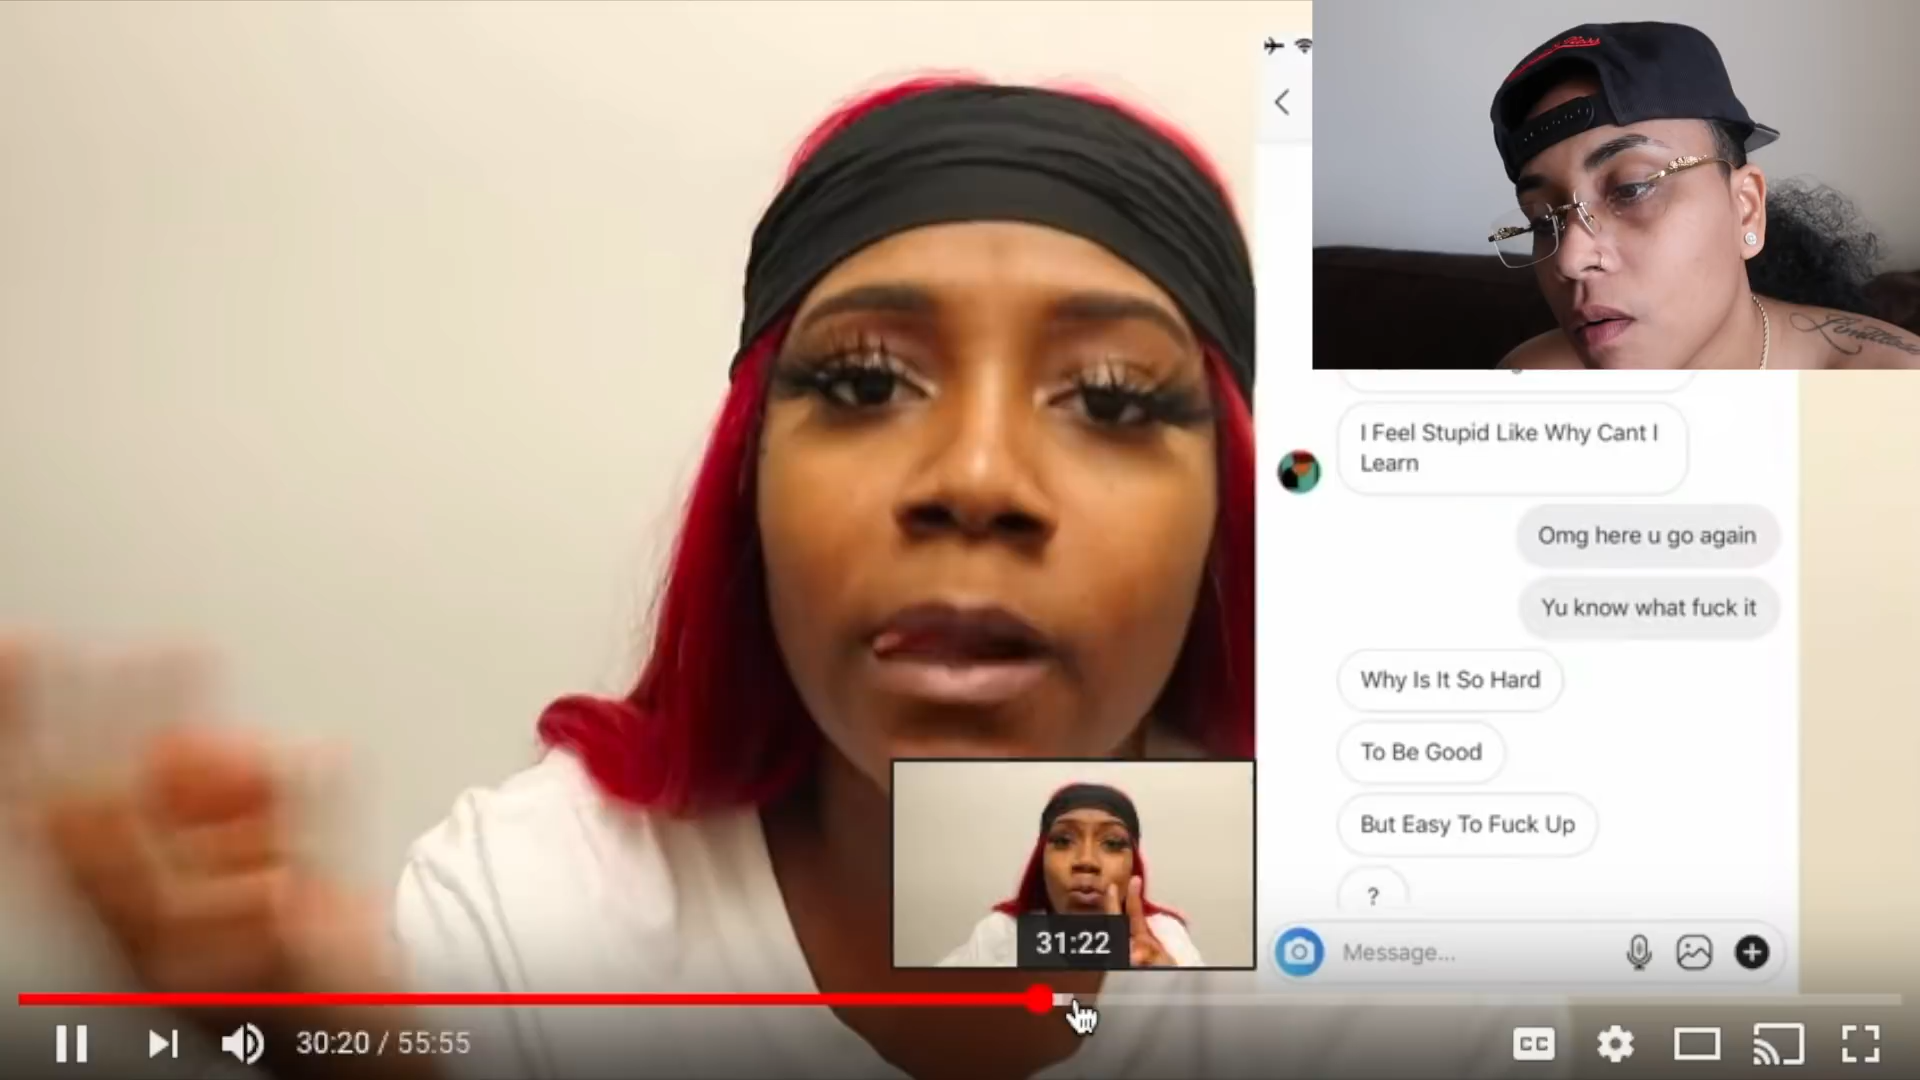 I Feel Stupid Like Why Cant I
Learn
Omg here u go again
Yu know what fuck it
Why Is It So Hard
To Be Good
But Easy To Fuck Up
?
31:22
Message...
30:20 / 55:55
CC